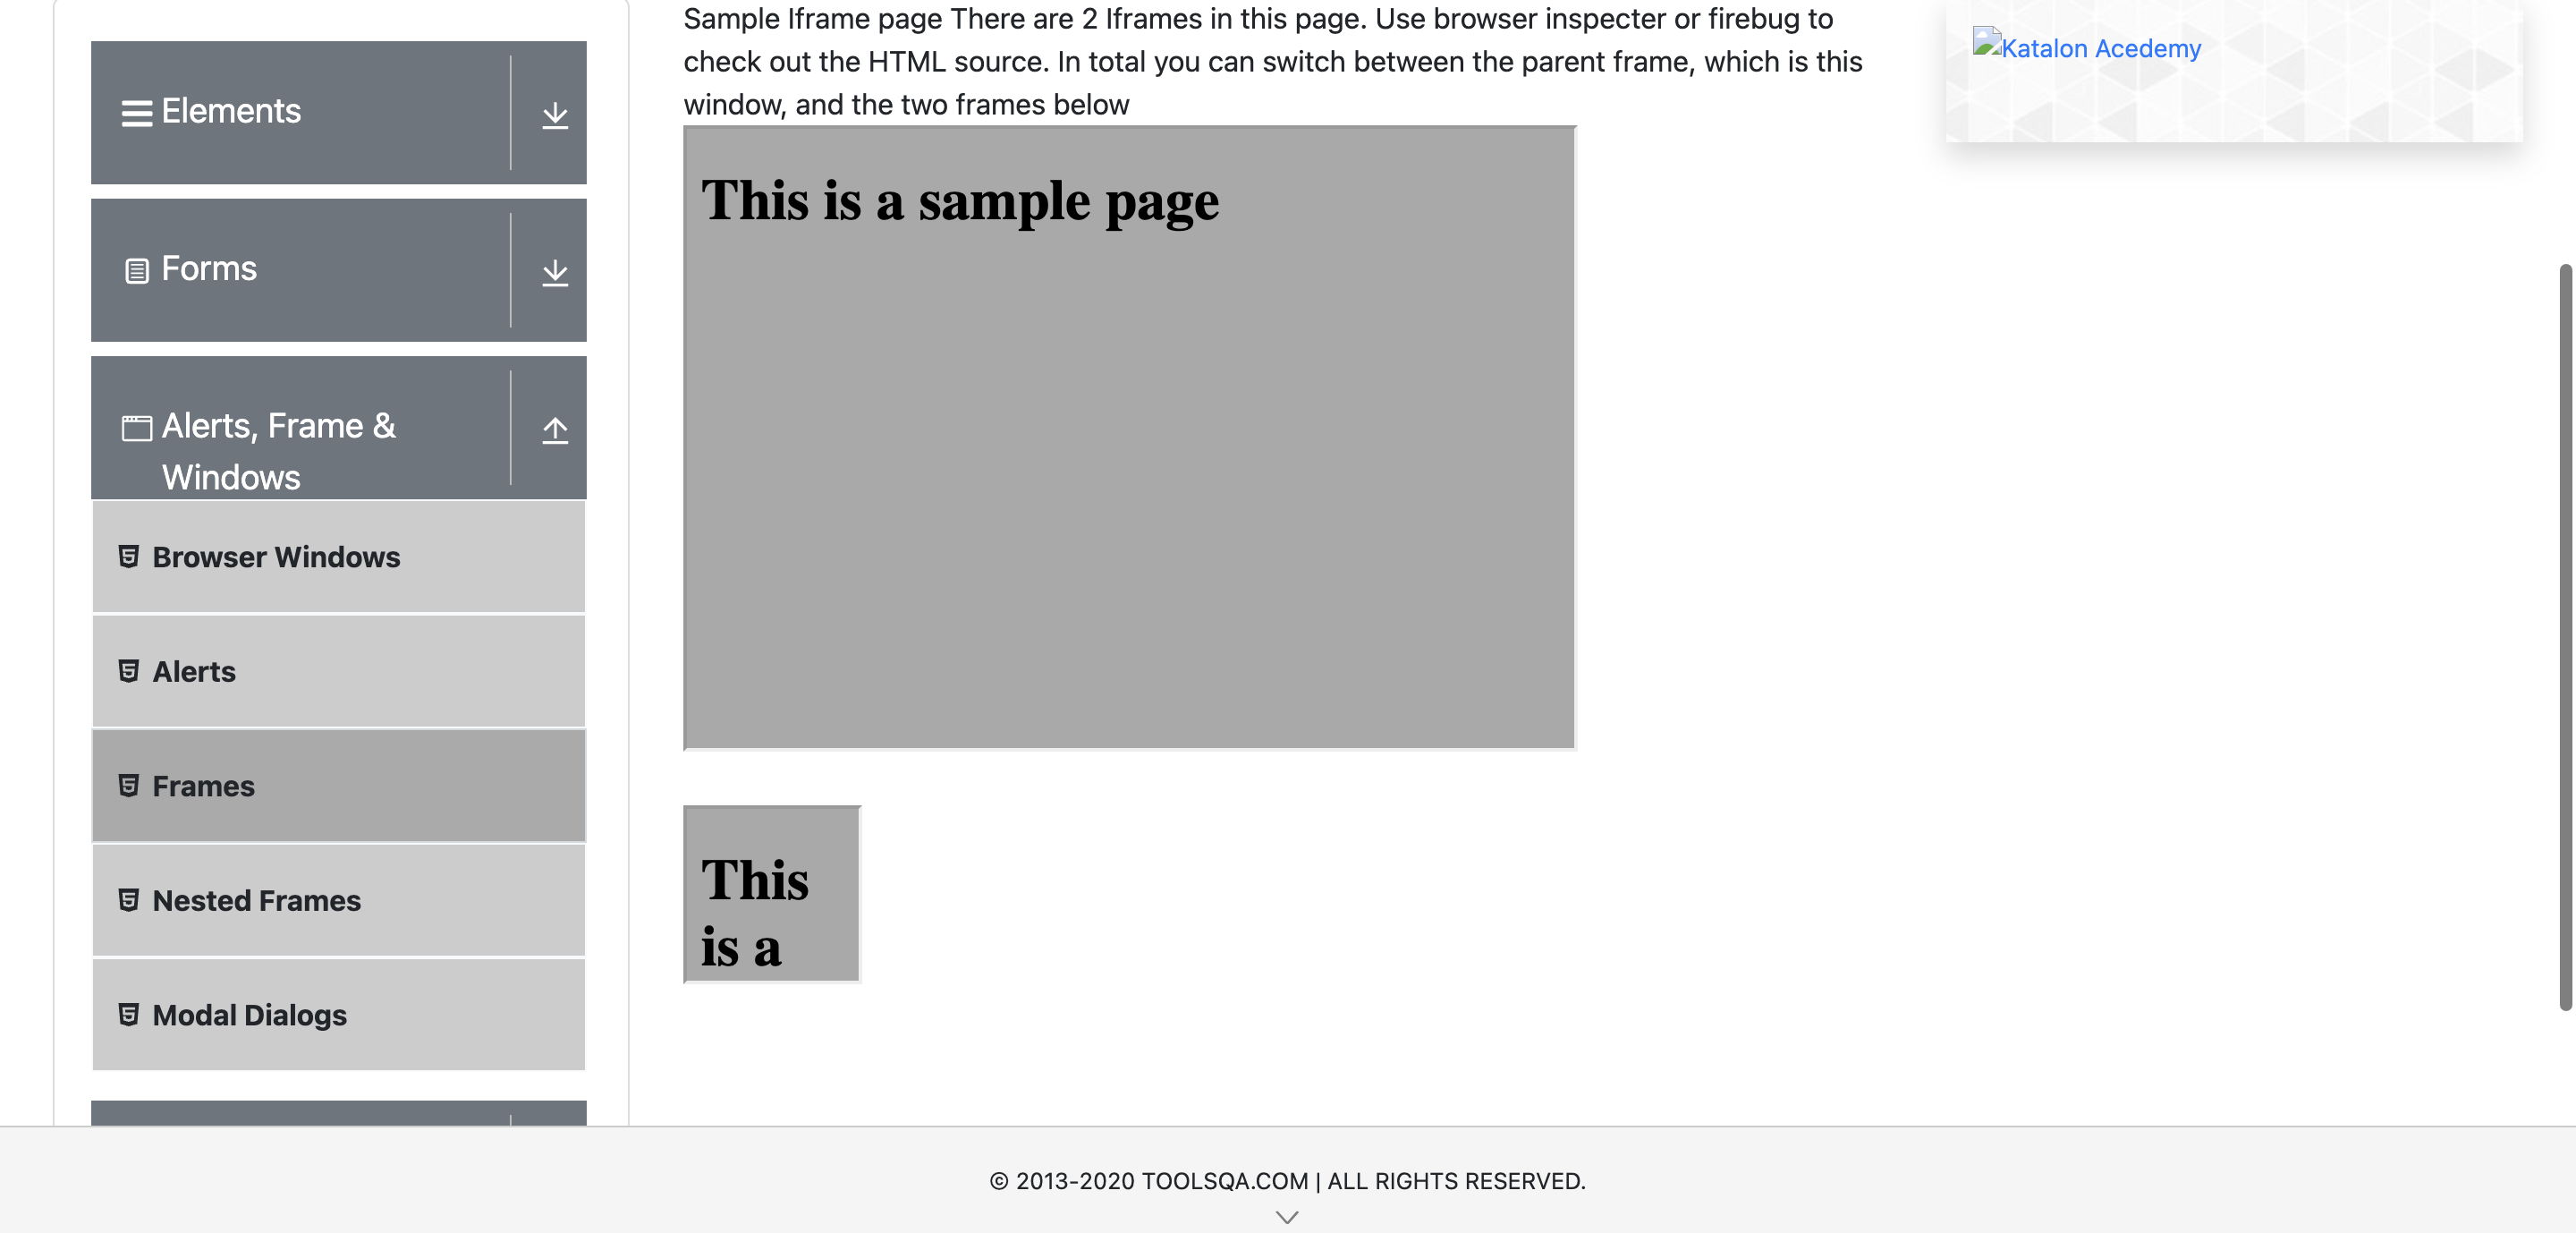 Elements
Forms
Alerts, Frame &
Windows
Browser Windows
Alerts
Frames
Nested Frames
Modal Dialogs
Sample Iframe page There are 2 Iframes in this page. Use browser inspecter or firebug to
check out the HTML source. In total you can switch between the parent frame, which is this
window, and the two frames below
This is a sample page
This
is a
Katalon Acedemy
© 2013-2020 TOOLSQA.COM | ALL RIGHTS RESERVED.